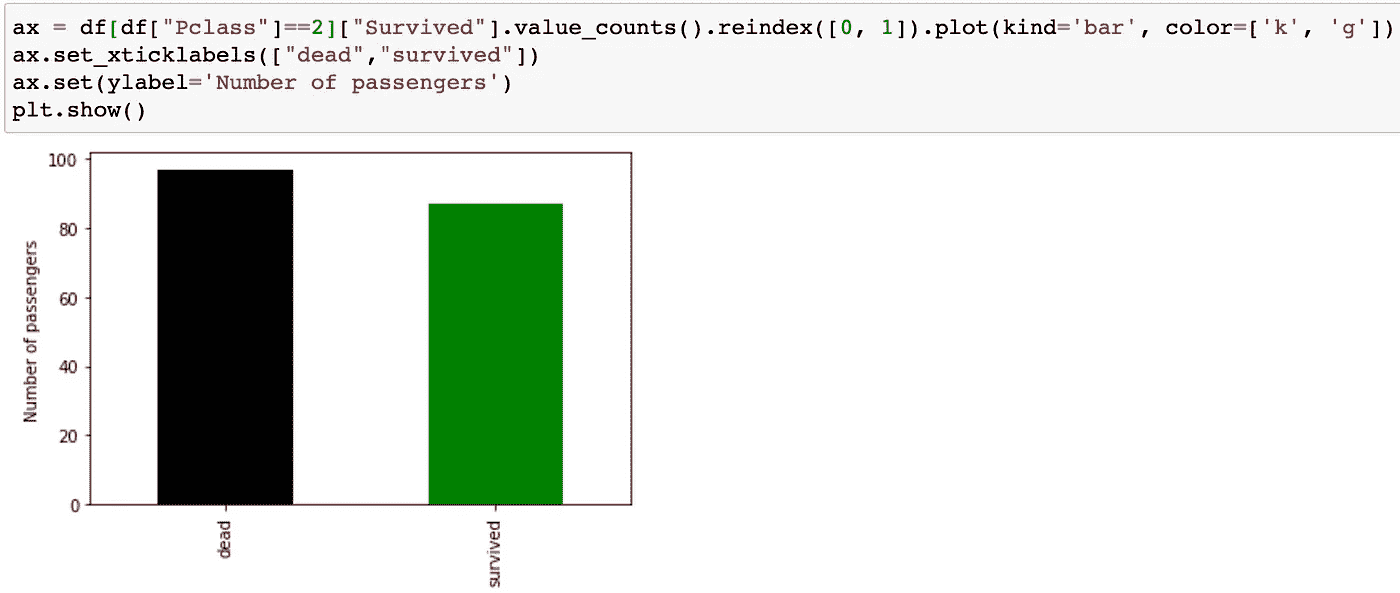 ax = df[df["Pclass"]==2]["Survived"].value_counts().reindex([0, 1]).plot(kind='bar', color=['k', 'g'])
ax.set_xticklabels(["dead","survived"])
ax.set(ylabel='Number of passengers')
plt.show()
100
80
60
40
20
0
Number of passengers
dead
survived